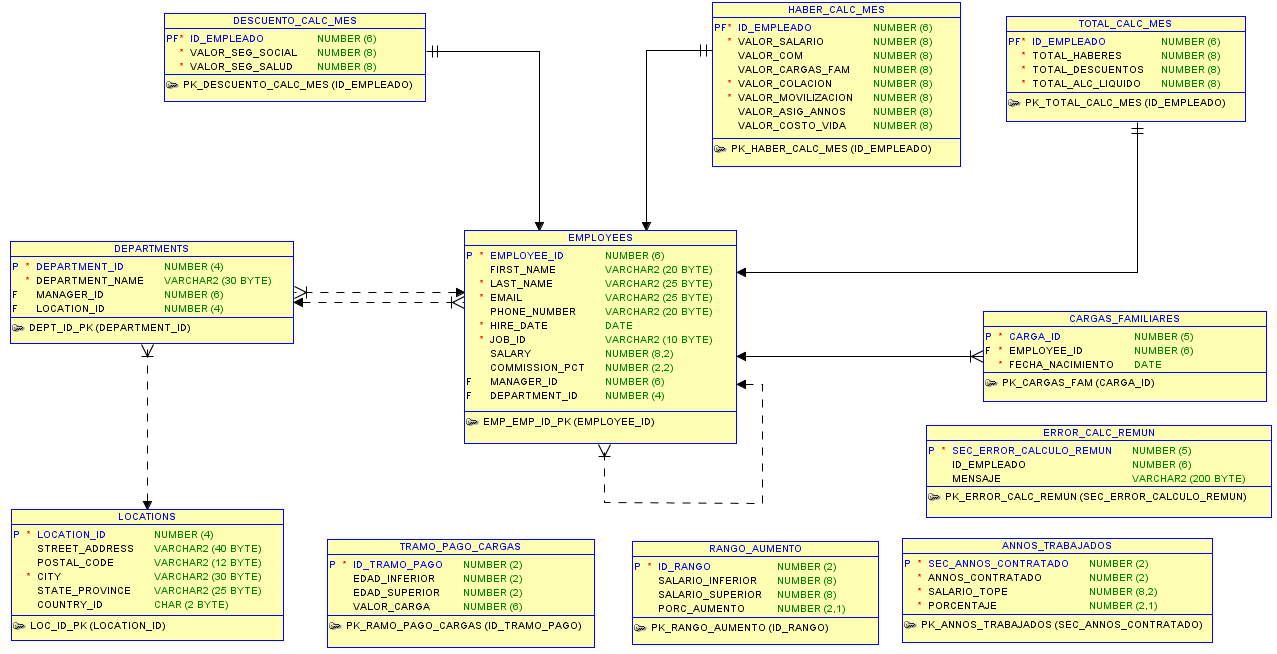 DESCUENTO_CALC_MES
PF* ID_EMPLEADO NUMBER (6)
* VALOR_SEG_SOCIAL NUMBER (8)
* VALOR_SEG_SALUD NUMBER (8)
PK_DESCUENTO_CALC_MES (ID_EMPLEADO)
HABER_CALC_MES
PF* ID_EMPLEADO NUMBER (6)
* VALOR_SALARIO NUMBER (8)
VALOR_COM NUMBER (8)
VALOR_CARGAS_FAM NUMBER (8)
* VALOR_COLACION NUMBER (8)
* VALOR_MOVILIZACION NUMBER (8)
VALOR_ASIG_ANNOS NUMBER (8)
VALOR_COSTO_VIDA NUMBER (8)
PK_HABER_CALC_MES (ID_EMPLEADO)
TOTAL_CALC_MES
PF* ID_EMPLEADO NUMBER (6)
* TOTAL_HABERES NUMBER (8)
* TOTAL_DESCUENTOS NUMBER (8)
* TOTAL_ALC_LIQUIDO NUMBER (8)
PK_TOTAL_CALC_MES (ID_EMPLEADO)
DEPARTMENTS
P * DEPARTMENT_ID NUMBER (4)
* DEPARTMENT_NAME VARCHAR2 (30 BYTE)
F MANAGER_ID NUMBER (6)
F LOCATION_ID NUMBER (4)
DEPT_ID_PK (DEPARTMENT_ID)
EMPLOYEES
P * EMPLOYEE_ID NUMBER (6)
FIRST_NAME VARCHAR2 (20 BYTE)
* LAST_NAME VARCHAR2 (25 BYTE)
* EMAIL VARCHAR2 (25 BYTE)
PHONE_NUMBER VARCHAR2 (20 BYTE)
* HIRE_DATE DATE
* JOB_ID VARCHAR2 (10 BYTE)
SALARY NUMBER (8,2)
COMMISSION_PCT NUMBER (2,2)
F MANAGER_ID NUMBER (6)
F DEPARTMENT_ID NUMBER (4)
EMP_EMP_ID_PK (EMPLOYEE_ID)
CARGAS_FAMILIARES
P * CARGA_ID NUMBER (5)
F * EMPLOYEE_ID NUMBER (6)
* FECHA_NACIMIENTO DATE
PK_CARGAS_FAM (CARGA_ID)
ERROR_CALC_REMUN
P * SEC_ERROR_CALCULO_REMUN NUMBER (5)
ID_EMPLEADO NUMBER (6)
MENSAJE VARCHAR2 (200 BYTE)
PK_ERROR_CALC_REMUN (SEC_ERROR_CALCULO_REMUN)
LOCATIONS
P * LOCATION_ID NUMBER (4)
STREET_ADDRESS VARCHAR2 (40 BYTE)
POSTAL_CODE VARCHAR2 (12 BYTE)
* CITY VARCHAR2 (30 BYTE)
STATE_PROVINCE VARCHAR2 (25 BYTE)
COUNTRY_ID CHAR (2 BYTE)
LOC_ID_PK (LOCATION_ID)
TRAMO_PAGO_CARGAS
P * ID_TRAMO_PAGO NUMBER (2)
EDAD_INFERIOR NUMBER (2)
EDAD_SUPERIOR NUMBER (2)
VALOR_CARGA NUMBER (6)
PK_RAMO_PAGO_CARGAS (ID_TRAMO_PAGO)
RANGO_AUMENTO
P * ID_RANGO NUMBER (2)
SALARIO_INFERIOR NUMBER (8)
SALARIO_SUPERIOR NUMBER (8)
PORC_AUMENTO NUMBER (2,1)
PK_RANGO_AUMENTO (ID_RANGO)
ANNOS_TRABAJADOS
P * SEC_ANNOS_CONTRATADO NUMBER (2)
* ANNOS_CONTRATADO NUMBER (2)
* SALARIO_TOPE NUMBER (8,2)
* PORCENTAJE NUMBER (2,1)
PK_ANNOS_TRABAJADOS (SEC_ANNOS_CONTRATADO)